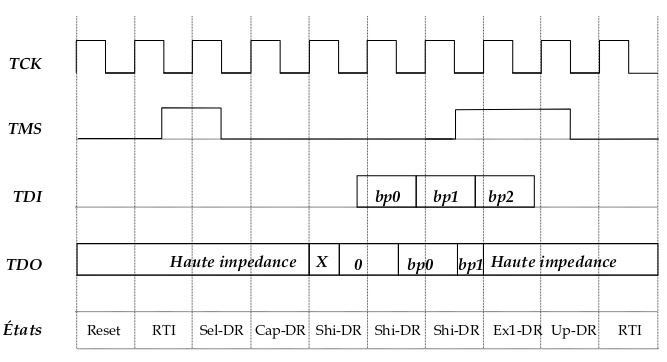 TCK
TMS
TDI bp0 bp1 bp2
TDO Haute impedance X 0 bp0 bp1 Haute impedance
États Reset RTI Sel-DR Cap-DR Shi-DR Shi-DR Shi-DR Ex1-DR Up-DR RTI